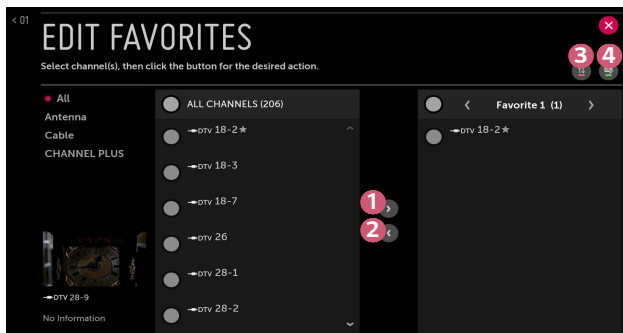 < 01
EDIT FAVORITES
Select channel(s), then click the button for the desired action.
3
4
All
Antenna
Cable
CHANNEL PLUS
ALL CHANNELS (206)
DTV 18-2★
DTV 18-3
DTV 18-7
DTV 26
DTV 28-1
DTV 28-2
1
2
Favorite 1 (1)
DTV 18-2★
DTV 28-9
No Information